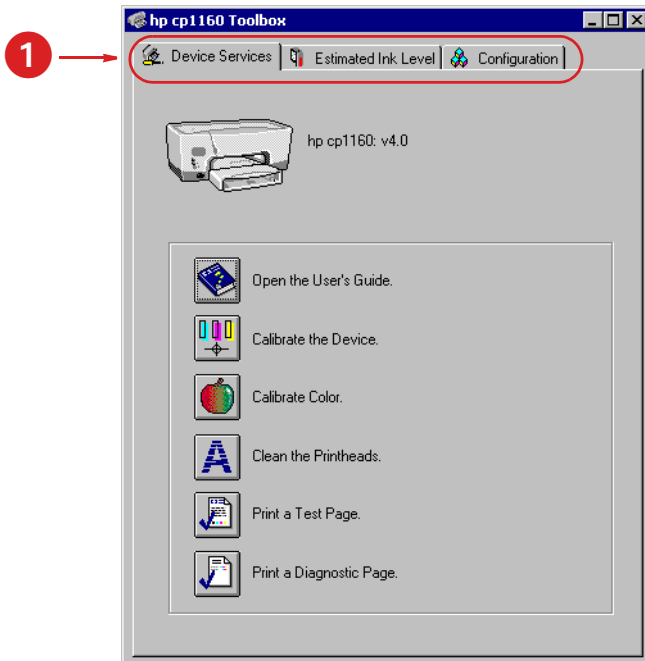 hp cp1160 Toolbox
1
Device Services Estimated Ink Level Configuration
hp cp1160: v4.0
Open the User's Guide.
Calibrate the Device.
Calibrate Color.
Clean the Printheads.
Print a Test Page.
Print a Diagnostic Page.